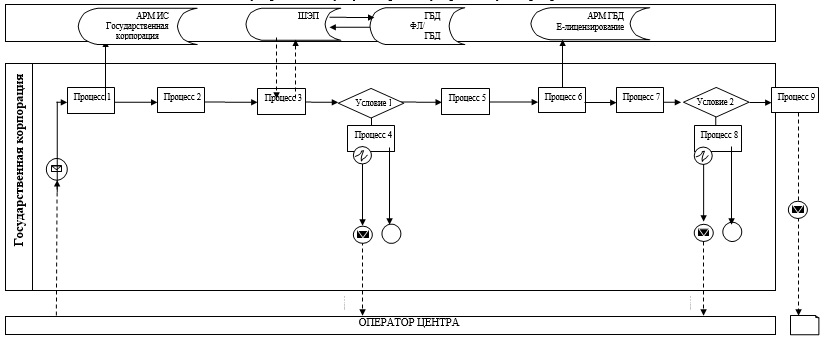 АРМ ИС
Государственная
корпорация
ШЭП
ГБД
ФЛ/
ГБД
АРМ ГБД
Е-лицензирование
Государственная корпорация
Процесс 1
Процесс 2
Процесс 3
Условие 1
Процесс 5
Процесс 6
Процесс 7
Условие 2
Процесс 9
Процесс 4
Процесс 8
ОПЕРАТОР ЦЕНТРА